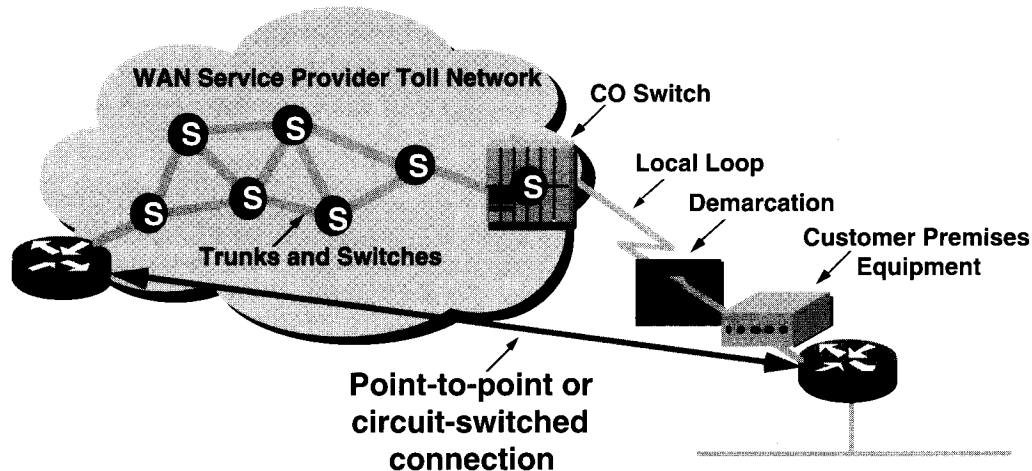 WAN Service Provider Toll Network
CO Switch
S
S
S
S
S
S
S
S
Local Loop
Demarcation
Trunks and Switches
Customer Premises
Equipment
Point-to-point or
circuit-switched
connection